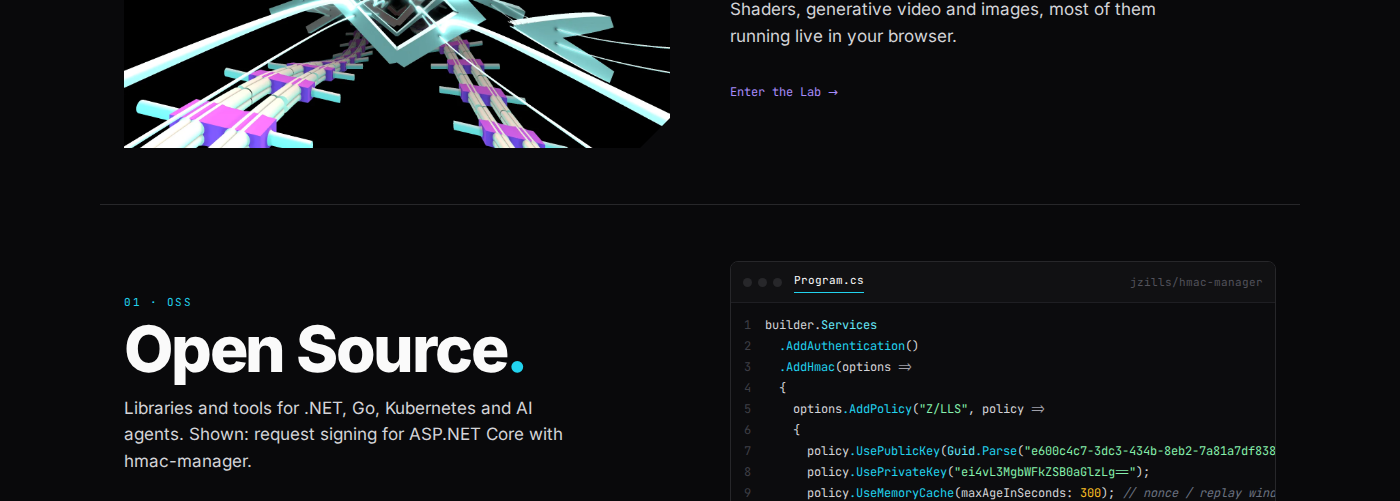 Shaders, generative video and images, most of them
running live in your browser.
Enter the Lab →
01 · OSS
Open Source.
Libraries and tools for .NET, Go, Kubernetes and AI
agents. Shown: request signing for ASP.NET Core with
hmac-manager.
Program.cs
jzills/hmac-manager
1 builder.Services
2 .AddAuthentication()
3 .AddHmac(options =>
4 {
5 options.AddPolicy("Z/LLS", policy =>
6 {
7 policy.UsePublicKey(Guid.Parse("e600c4c7-3dc3-434b-8eb2-7a81a7df838
8 policy.UsePrivateKey("ei4vL3MgbWFkZSB0aGlzLg==");
9 policy.UseMemoryCache(maxAgeInSeconds: 300); // nonce / replay wind